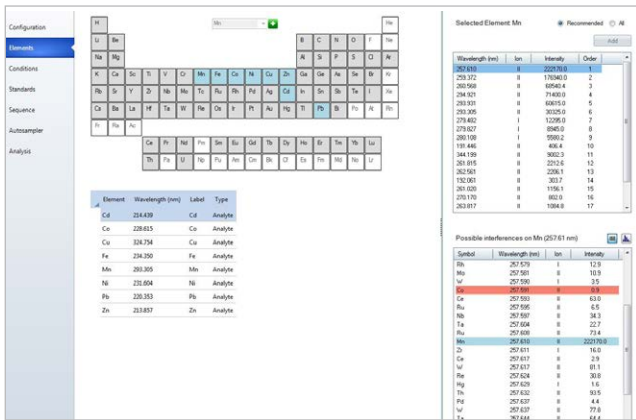 Configuration
Elements
Conditions
Standards
Sequence
Autosampler
Analysis
Mn
H He
Li Be B C N O F Ne
Na Mg Al Si P S Cl Ar
K Ca Sc Ti V Cr Mn Fe Co Ni Cu Zn Ga Ge As Se Br Kr
Rb Sr Y Zr Nb Mo Tc Ru Rh Pd Ag Cd In Sn Sb Te I Xe
Cs Ba La Hf Ta W Re Os Ir Pt Au Hg Tl Pb Bi Po At Rn
Fr Ra Ac
Ce Pr Nd Pm Sm Eu Gd Tb Dy Ho Er Tm Yb Lu
Th Pa U Np Pu Am Cm Bk Cf Es Fm Md No Lr
Element Wavelength (nm) Label Type
Cd 214.439 Cd Analyte
Co 228.615 Co Analyte
Cu 324.754 Cu Analyte
Fe 234.350 Fe Analyte
Mn 293.305 Mn Analyte
Ni 231.604 Ni Analyte
Pb 220.353 Pb Analyte
Zn 213.857 Zn Analyte
Selected Element Mn Recommended All
Add
Wavelength (nm) Ion Intensity Order
257.610 II 222170.0 1
259.372 II 176940.0 2
260.568 II 68540.4 3
294.921 II 71400.0 4
293.931 II 60615.0 5
293.305 II 30325.0 6
279.482 I 12295.0 7
279.827 I 8945.0 8
280.108 I 5580.2 9
191.446 II 406.4 10
344.199 II 9002.3 11
261.815 II 2212.6 12
262.561 II 2206.1 13
192.061 II 303.7 14
261.020 II 1156.1 15
270.170 II 802.0 16
263.817 II 1084.8 17
Possible interferences on Mn (257.61 nm)
Symbol Wavelength (nm) Ion Intensity
Rh 257.579 I 12.9
Mo 257.581 II 10.9
W 257.590 I 3.5
257.591 II 0.9
Ce 257.593 II 63.0
Ru 257.595 II 6.5
Nb 257.597 II 34.3
Ta 257.604 II 22.7
Ru 257.608 II 73.4
Mn 257.610 II 222170.0
Zr 257.611 I 16.0
Ce 257.617 II 2.9
W 257.617 II 81.1
Re 257.624 II 30.8
Hg 257.629 I 1.6
Th 257.632 II 93.5
Pd 257.637 II 4.4
W 257.637 II 77.8
Ta 257.644 II 64.4